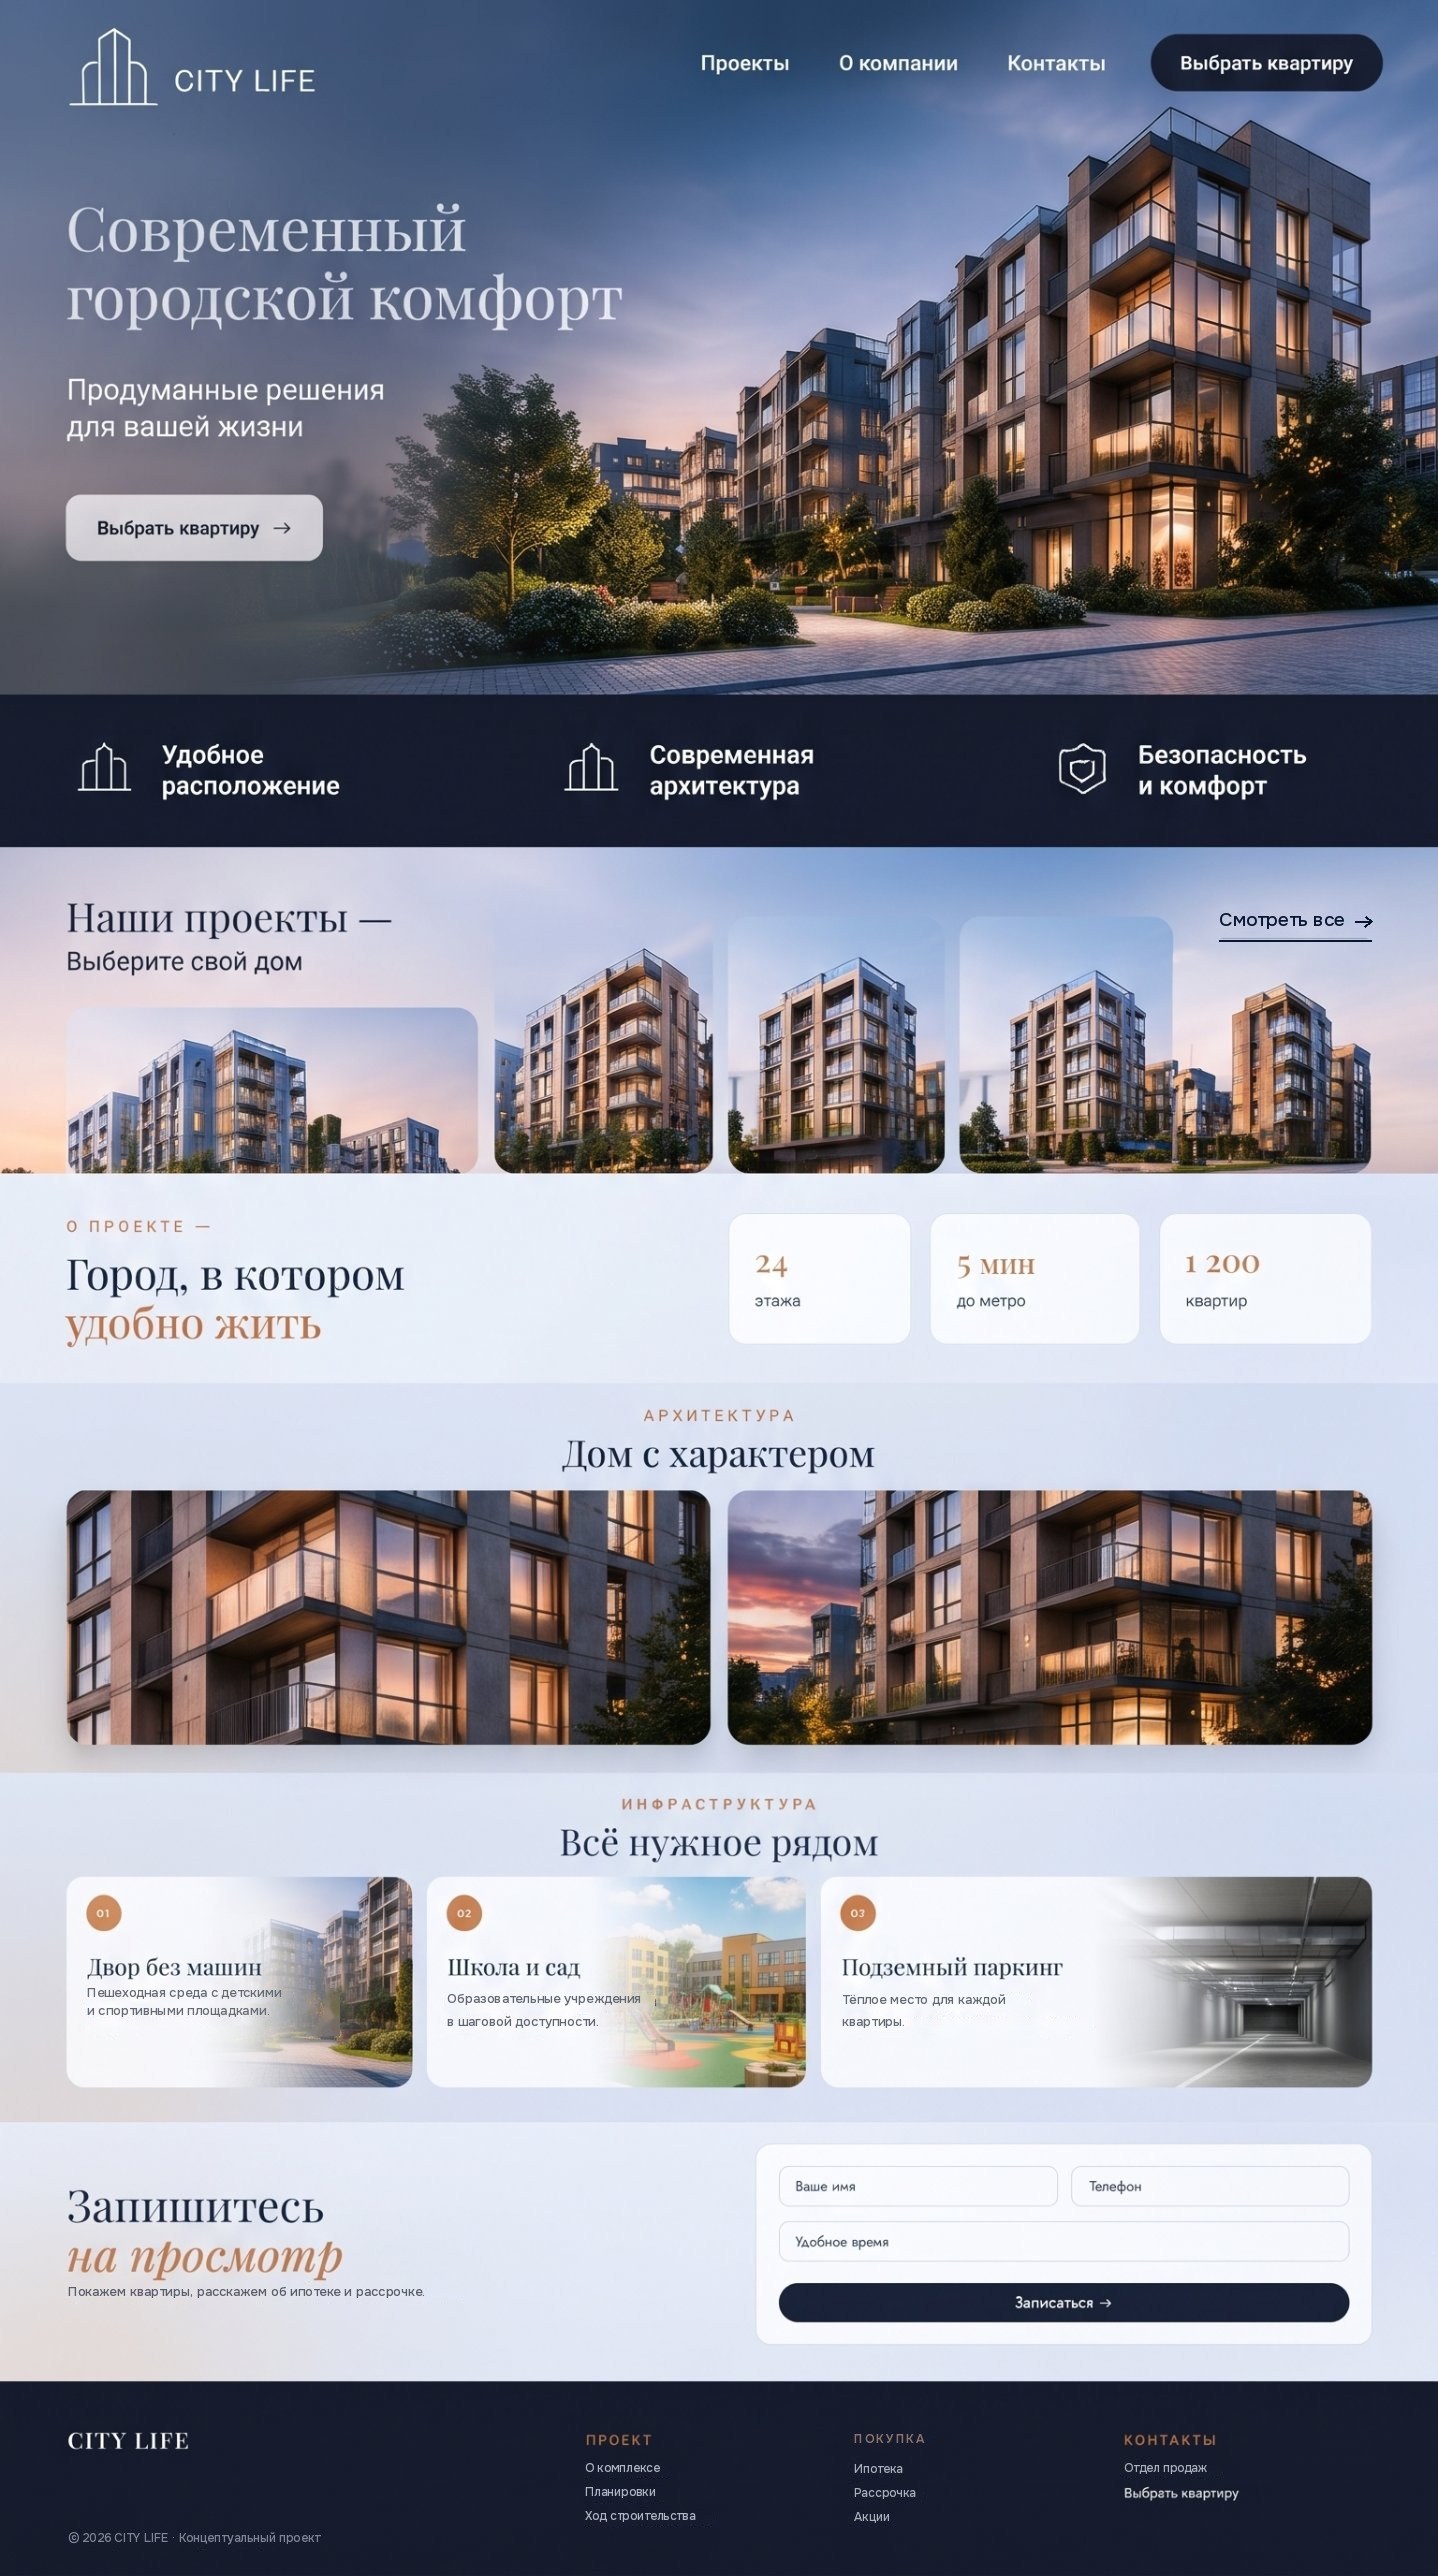 CITY LIFE
Проекты
О компании
Контакты
Выбрать квартиру
Современный
городской комфорт
Продуманные решения
для вашей жизни
Выбрать квартиру →
Удобное
расположение
Современная
архитектура
Безопасность
и комфорт
Наши проекты —
Выберите свой дом
Смотреть все →
О ПРОЕКТЕ —
Город, в котором
удобно жить
24
этажа
5 мин
до метро
1 200
квартир
АРХИТЕКТУРА
Дом с характером
ИНФРАСТРУКТУРА
Всё нужное рядом
01
Двор без машин
Пешеходная среда с детскими
и спортивными площадками.
02
Школа и сад
Образовательные учреждения
в шаговой доступности.
03
Подземный паркинг
Тёплое место для каждой
квартиры.
Запишитесь
на просмотр
Покажем квартиры, расскажем об ипотеке и рассрочке.
Ваше имя
Телефон
Удобное время
Записаться →
CITY LIFE
© 2026 CITY LIFE · Концептуальный проект
ПРОЕКТ
О комплексе
Планировки
Ход строительства
ПОКУПКА
Ипотека
Рассрочка
Акции
КОНТАКТЫ
Отдел продаж
Выбрать квартиру